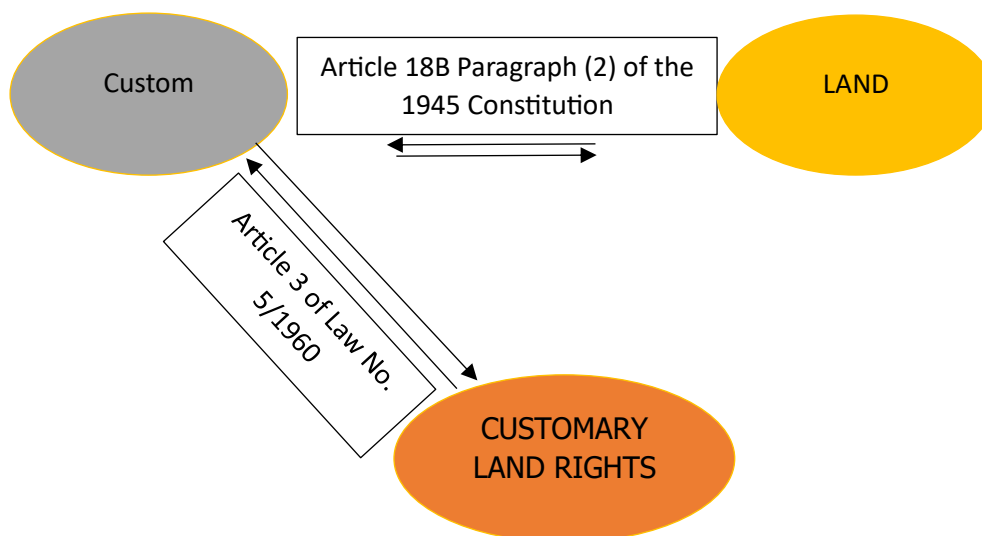 Custom
Article 18B Paragraph (2) of the
1945 Constitution
LAND
Article 3 of Law No.
5/1960
CUSTOMARY
LAND RIGHTS